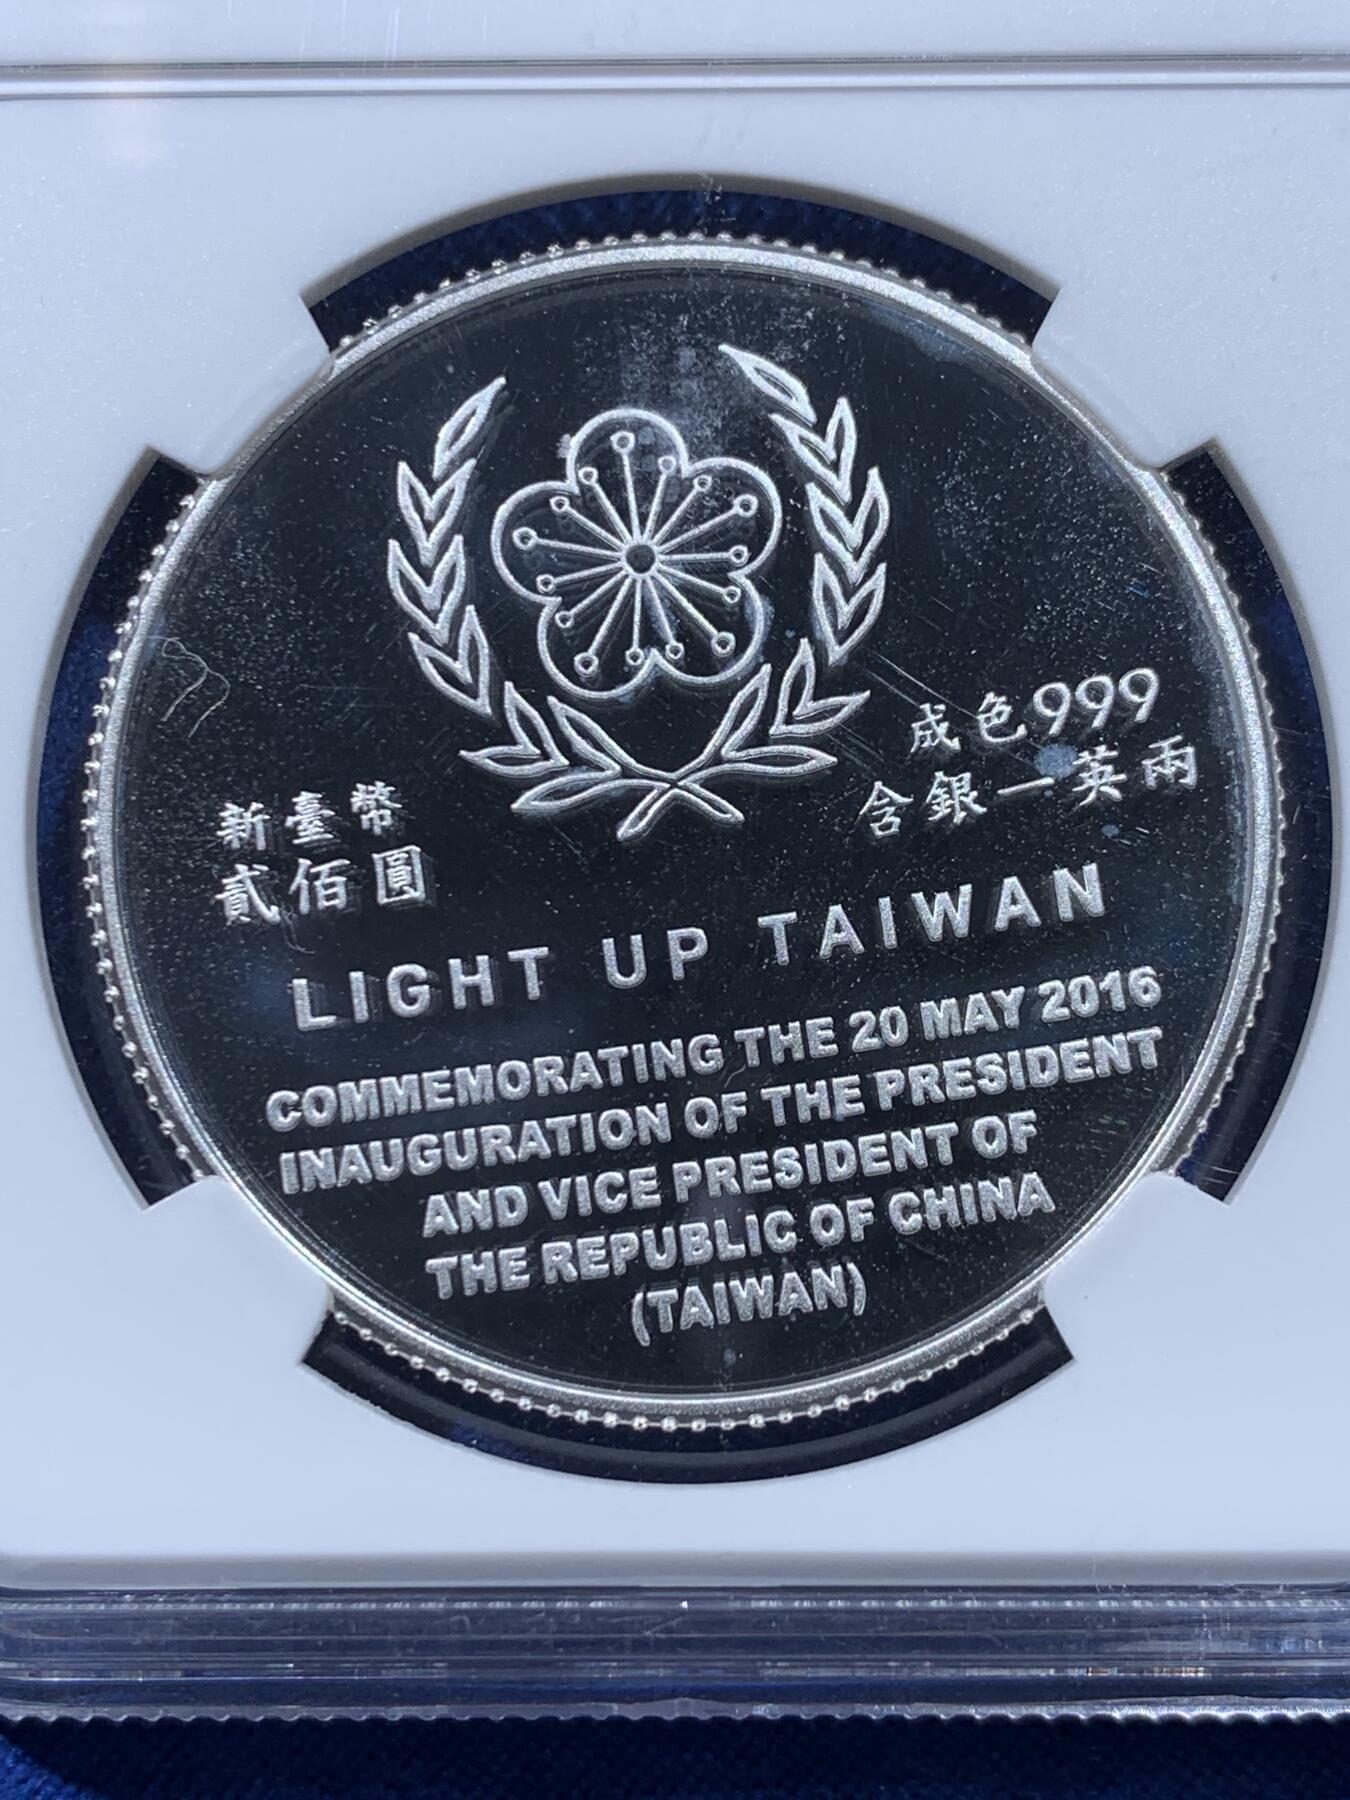 成色999
含銀一英兩
新臺幣
貳佰圓
LIGHT UP TAIWAN
COMMEMORATING THE 20 MAY 2016
INAUGURATION OF THE PRESIDENT
AND VICE PRESIDENT OF
THE REPUBLIC OF CHINA
(TAIWAN)